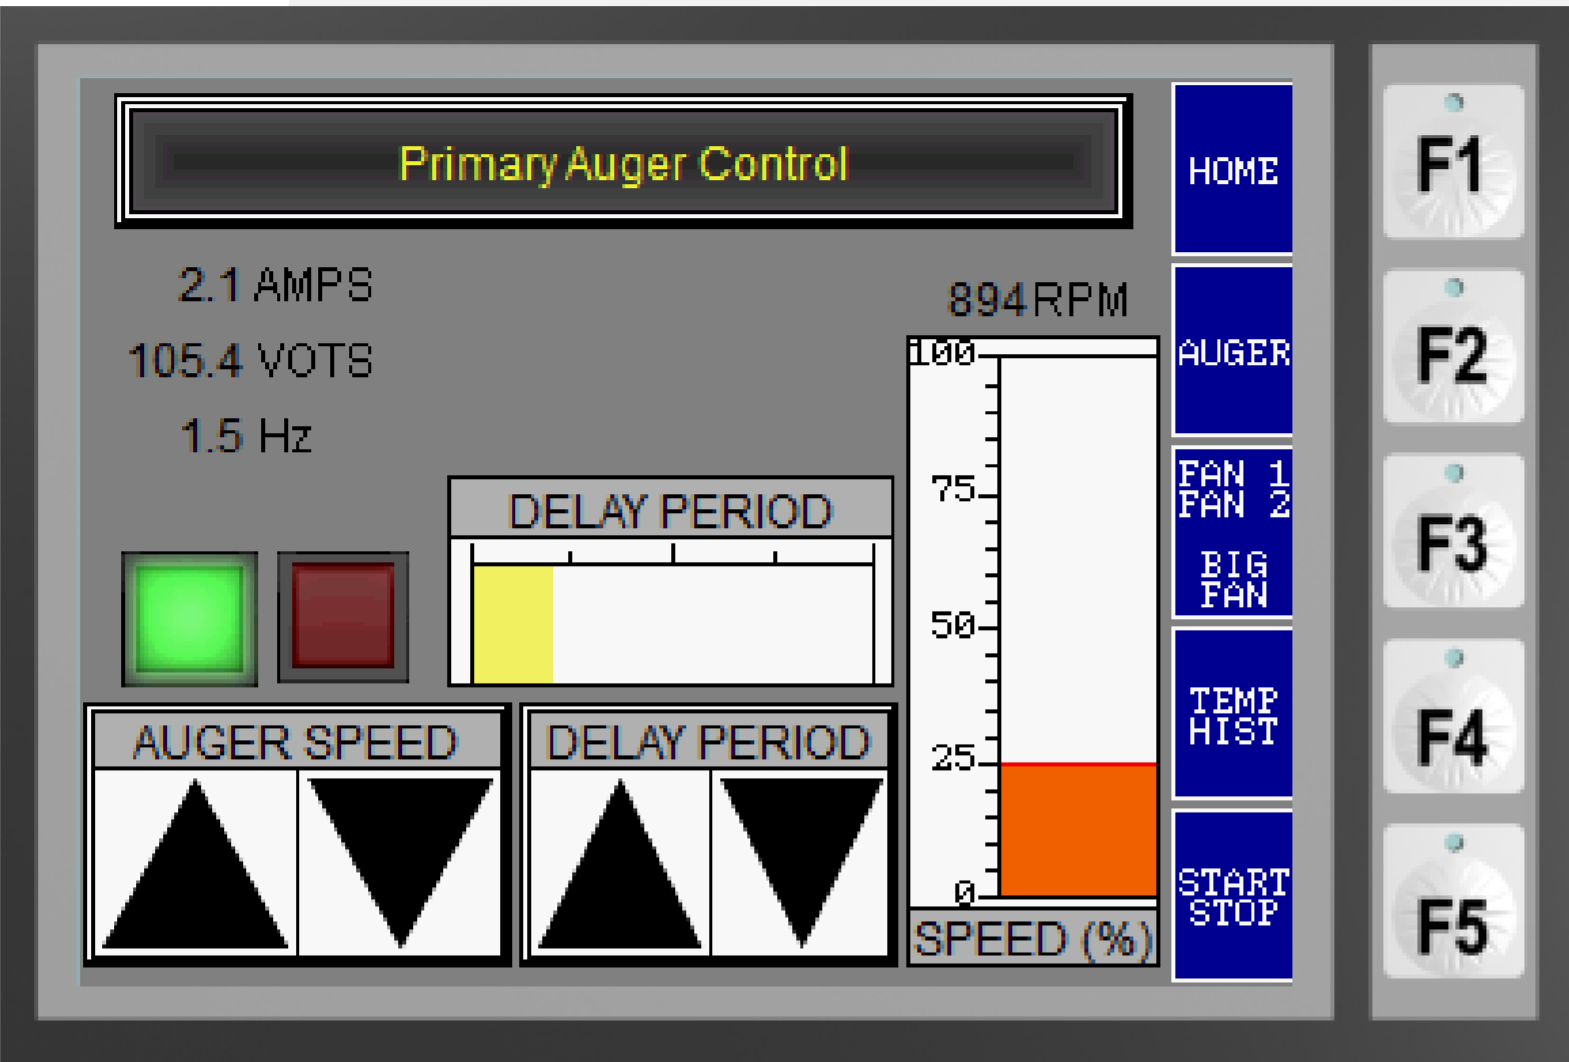 Primary Auger Control
2.1 AMPS
105.4 VOTS
1.5 Hz
894 RPM
100
75
50
25
0
SPEED (%)
DELAY PERIOD
AUGER SPEED
DELAY PERIOD
HOME
AUGER
FAN 1
FAN 2
BIG
FAN
TEMP
HIST
START
STOP
F1
F2
F3
F4
F5